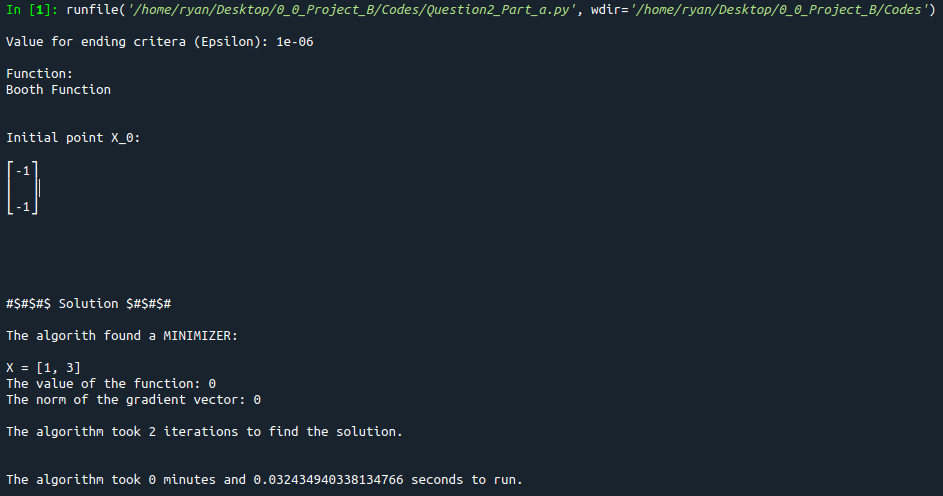 In [1]: runfile('/home/ryan/Desktop/0_0_Project_B/Codes/Question2_Part_a.py', wdir='/home/ryan/Desktop/0_0_Project_B/Codes')
Value for ending critera (Epsilon): 1e-06
Function:
Booth Function
Initial point X_0:
⎡-1⎤
⎢  ⎥
⎣-1⎦
#$#$#$ Solution $#$#$#
The algorith found a MINIMIZER:
X = [1, 3]
The value of the function: 0
The norm of the gradient vector: 0
The algorithm took 2 iterations to find the solution.
The algorithm took 0 minutes and 0.032434940338134766 seconds to run.